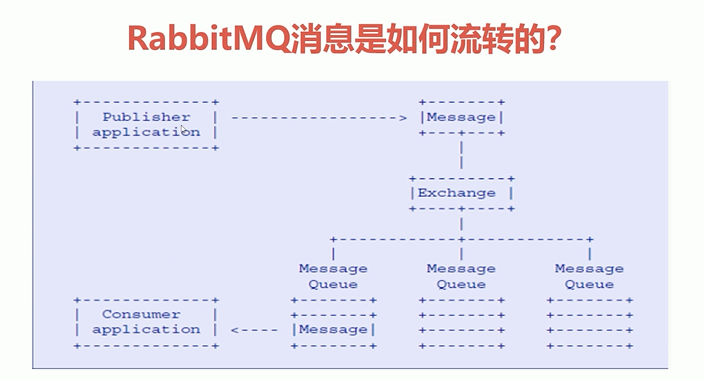 RabbitMQ消息是如何流转的?
Publisher
application
Message
Exchange
Message Message Message
Queue Queue Queue
Consumer
application
Message